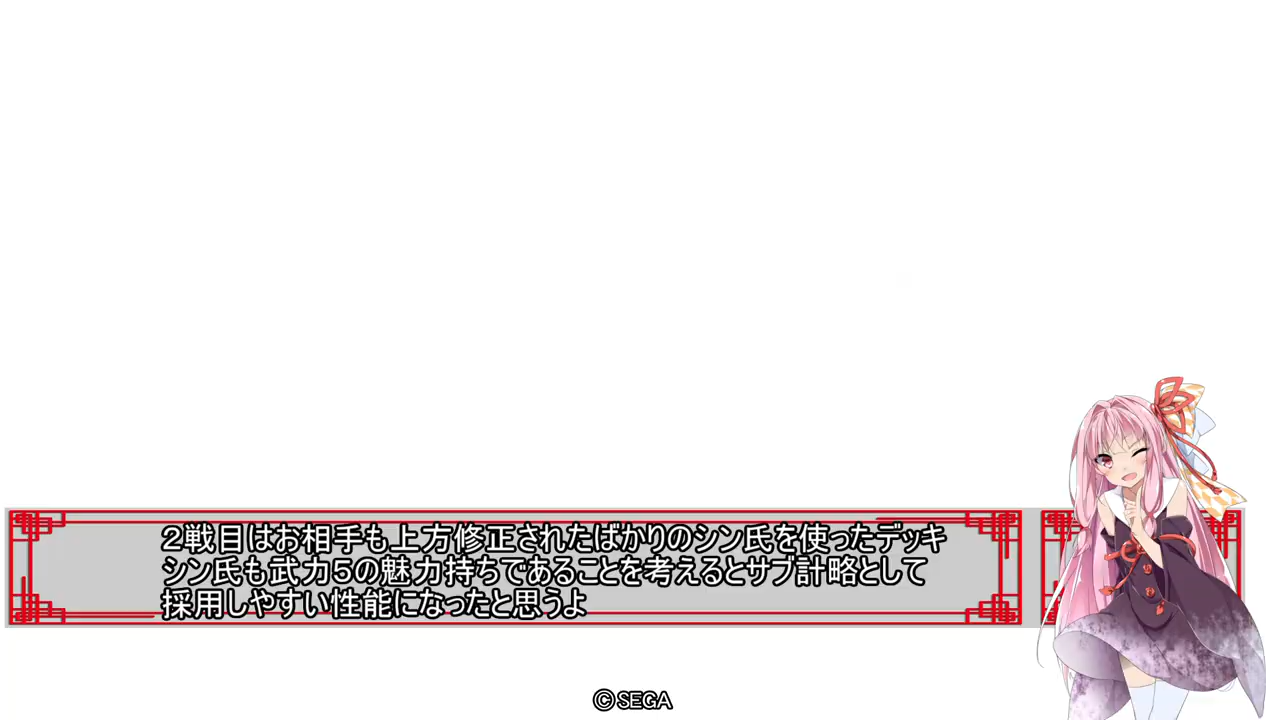 ２戦目はお相手も上方修正されたばかりのシン氏を使ったデッキ
シン氏も武力５の魅力持ちであることを考えるとサブ計略として
採用しやすい性能になったと思うよ
©SEGA